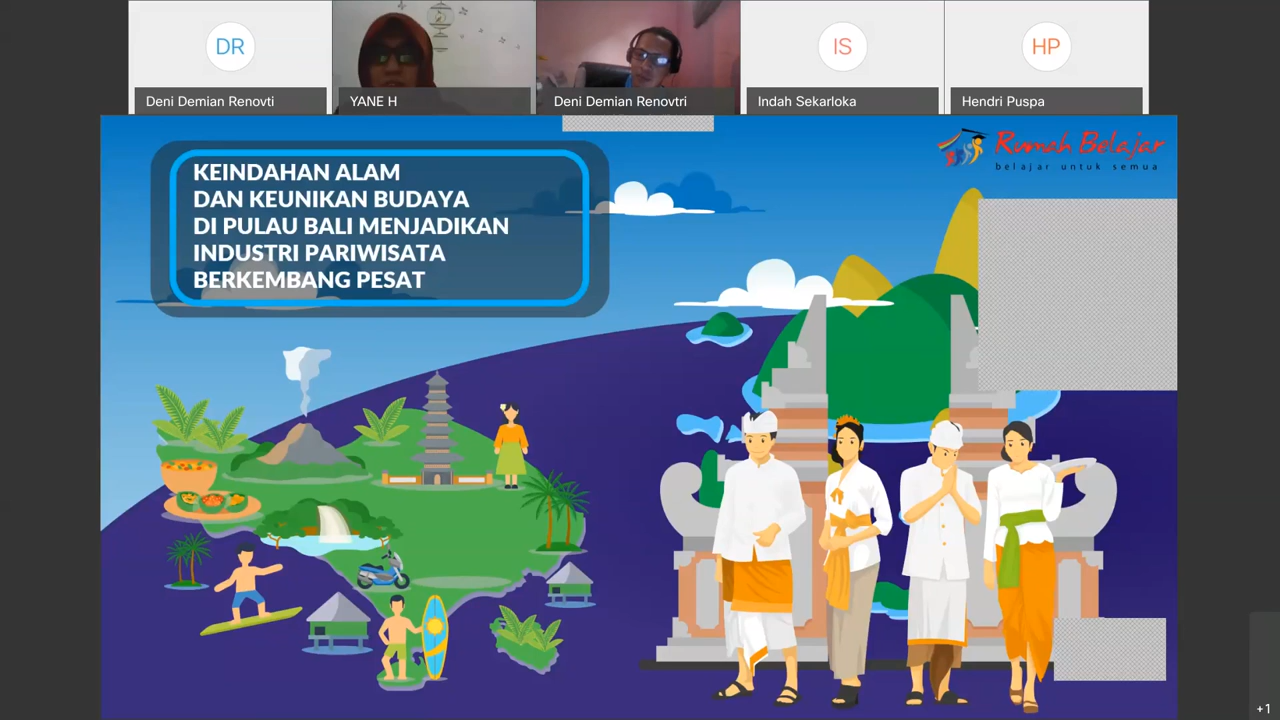 DR
Deni Demian Renovti
YANE H
Deni Demian Renovtri
IS
Indah Sekarloka
HP
Hendri Puspa
KEINDAHAN ALAM
DAN KEUNIKAN BUDAYA
DI PULAU BALI MENJADIKAN
INDUSTRI PARIWISATA
BERKEMBANG PESAT
Rumah Belajar
belajar untuk semua
+1